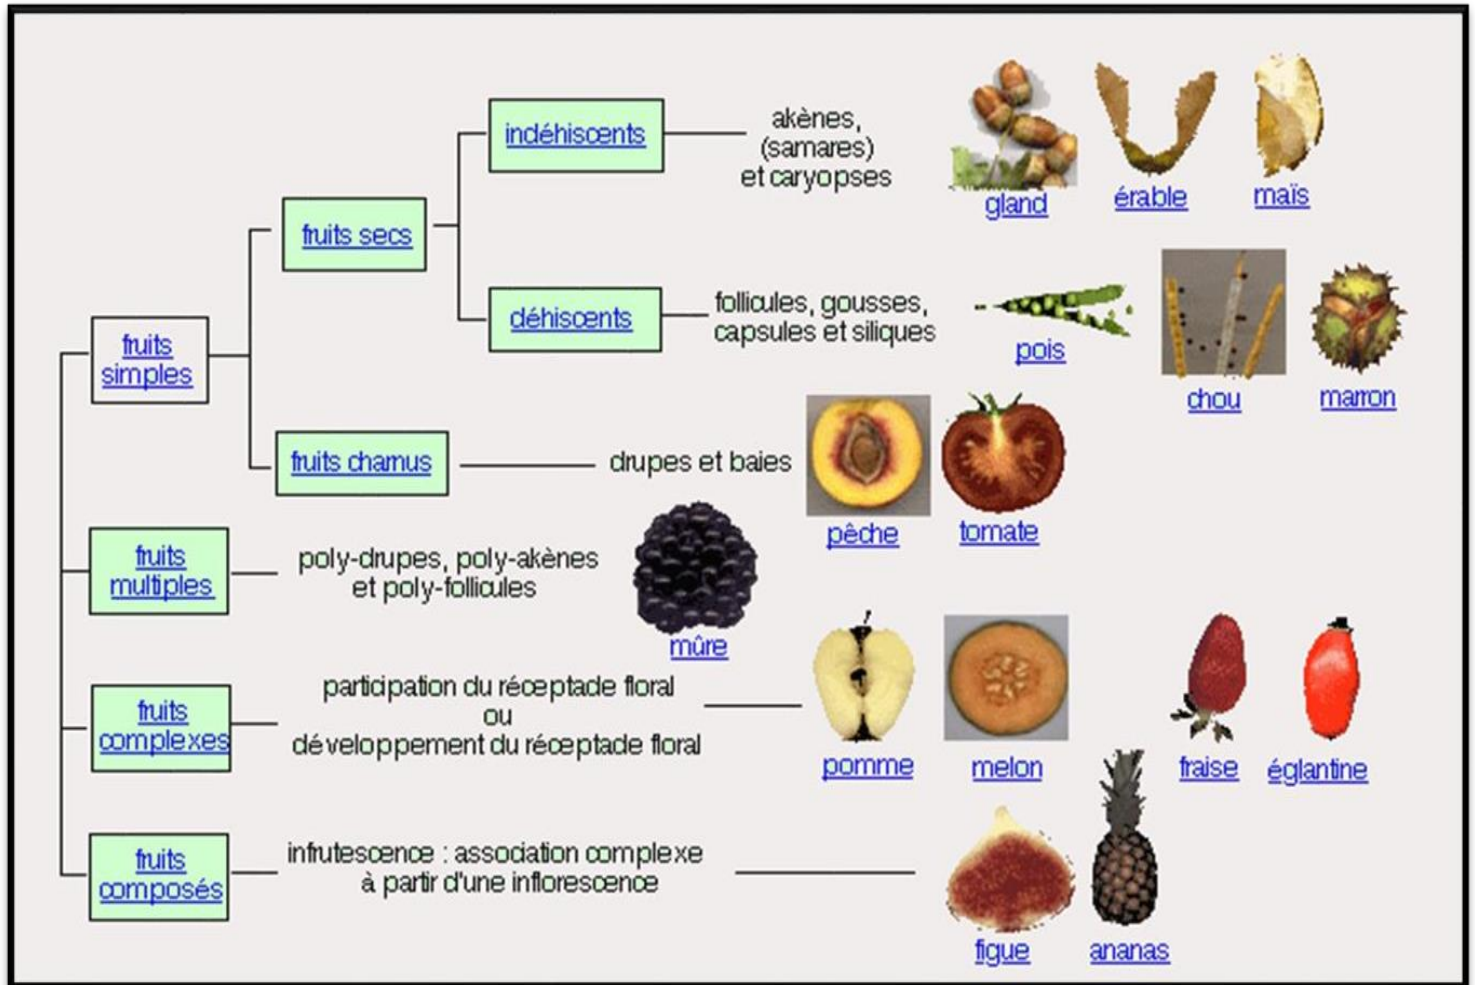 indéhiscents
akènes,
(samares)
et caryopses
gland
érable
maïs
fruits secs
déhiscents
follicules, gousses,
capsules et siliques
pois
chou
marron
fruits
simples
fruits charnus
drupes et baies
pêche
tomate
fruits
multiples
poly-drupes, poly-akènes
et poly-follicules
mûre
fruits
complexes
participation du réceptacle floral
ou
développement du réceptacle floral
pomme
melon
fraise
églantine
fruits
composés
infrutescence : association complexe
à partir d'une inflorescence
figue
ananas